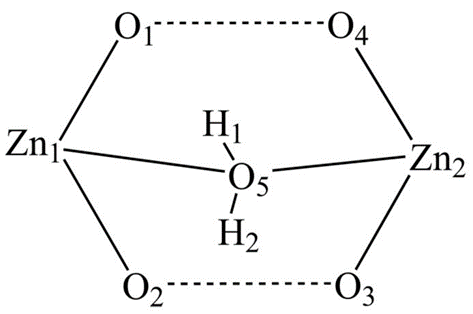 O₁ O₄
H₁
Zn₁ O₅ Zn₂
H₂
O₂ O₃